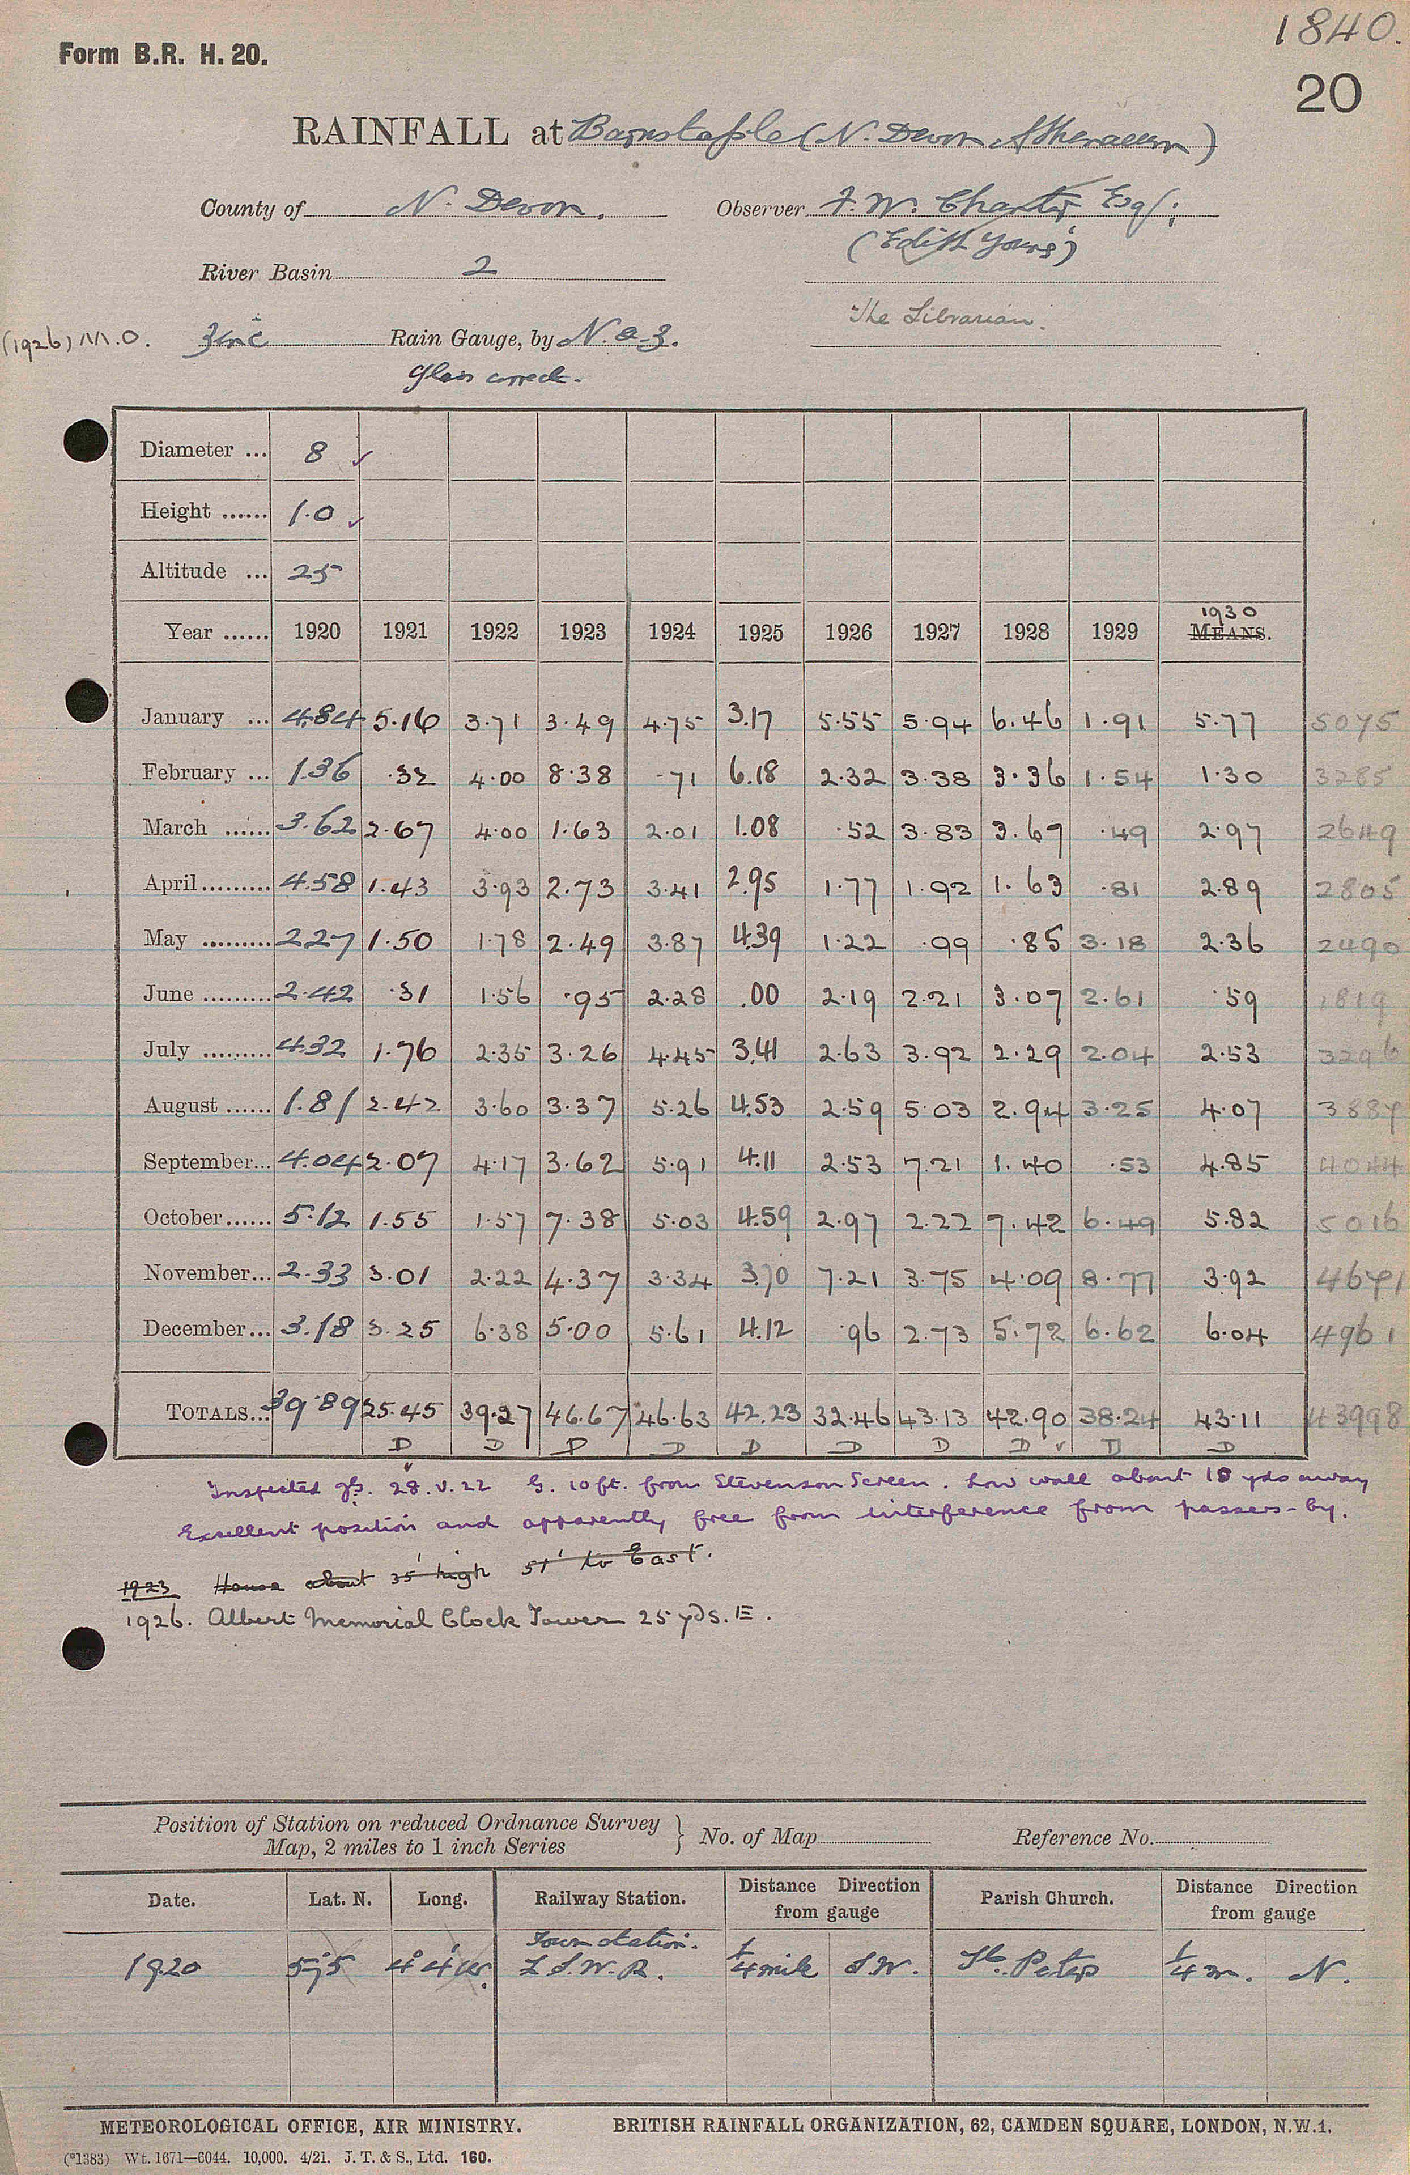 1840.
Form B.R. H. 20.
20
RAINFALL at Barnstaple (N. Devon Athenaeum)
County of N. Devon. Observer F. W. Chanter Esq;
(Edith Young)
River Basin 2
The Librarian.
(1926) M.O. Zinc Rain Gauge, by N. & Z.
Glass correct.
Diameter ... 8 ✓
Height ...... 1.0 ✓
Altitude ... 25
1930
Year ...... 1920 1921 1922 1923 1924 1925 1926 1927 1928 1929 MEANS.
January ... 4.84 5.16 3.71 3.49 4.75 3.17 5.55 5.94 6.46 1.91 5.77 5075
February ... 1.36 .32 4.00 8.38 .71 6.18 2.32 3.38 3.36 1.54 1.30 3285
March ...... 3.62 2.67 4.00 1.63 2.01 1.08 .52 3.83 3.67 .49 2.97 2649
April......... 4.58 1.43 3.93 2.73 3.41 2.95 1.77 1.92 1.63 .81 2.89 2805
May ......... 2.27 1.50 1.78 2.49 3.87 4.39 1.22 .99 .85 3.18 2.36 2490
June ......... 2.42 .31 1.56 .95 2.28 .00 2.19 2.21 3.07 2.61 .59 1819
July ......... 4.32 1.76 2.35 3.26 4.45 3.41 2.63 3.92 2.29 2.04 2.53 3296
August ...... 1.81 2.42 3.60 3.37 5.26 4.53 2.59 5.03 2.94 3.25 4.07 3887
September... 4.04 2.07 4.17 3.62 5.91 4.11 2.53 7.21 1.40 .53 4.85 4044
October...... 5.12 1.55 1.57 7.38 5.03 4.59 2.97 2.22 7.42 6.49 5.82 5016
November... 2.33 3.01 2.22 4.37 3.34 3.70 7.21 3.75 4.09 8.77 3.92 4671
December... 3.18 3.25 6.38 5.00 5.61 4.12 .96 2.73 5.72 6.62 6.04 4961
TOTALS... 39.89 25.45 39.27 46.67 46.63 42.23 32.46 43.13 42.90 38.24 43.11 43998
D D D D D D D D ✓ D D
Inspected 28.V.22 G. 10 ft. from Stevenson Screen. Low wall about 18 yds away
Excellent position and apparently free from interference from passers-by.
1923 House about 35' high 51' to East.
1926. Albert Memorial Clock Tower 25 yds. E.
Position of Station on reduced Ordnance Survey
Map, 2 miles to 1 inch Series } No. of Map Reference No.
Date. Lat. N. Long. Railway Station. Distance Direction from gauge Parish Church. Distance Direction from gauge
Town Station.
1920 5°5 4° 4' W. L.S.W.R. 1/4 mile S.W. St. Peters 1/4 m. N.
METEOROLOGICAL OFFICE, AIR MINISTRY. BRITISH RAINFALL ORGANIZATION, 62, CAMDEN SQUARE, LONDON, N.W.1.
(*1383) Wt. 1671—6044. 10,000. 4/21. J. T. & S., Ltd. 160.